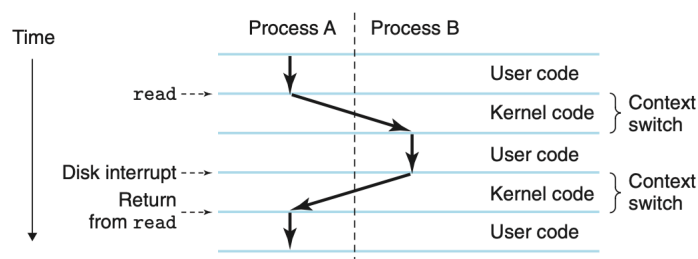 Process A
Process B
Time
User code
read
Kernel code
Context
switch
User code
Disk interrupt
Kernel code
Context
switch
Return
from read
User code